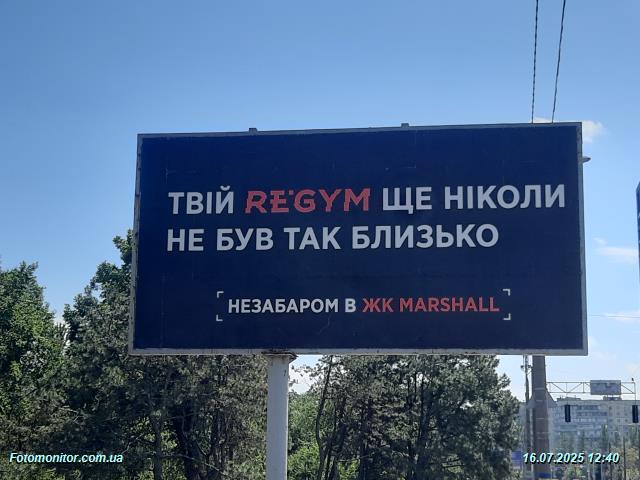 ТВІЙ REGYM ЩЕ НІКОЛИ
НЕ БУВ ТАК БЛИЗЬКО
НЕЗАБАРОМ В ЖК MARSHALL
Fotomonitor.com.ua
16.07.2025 12:40